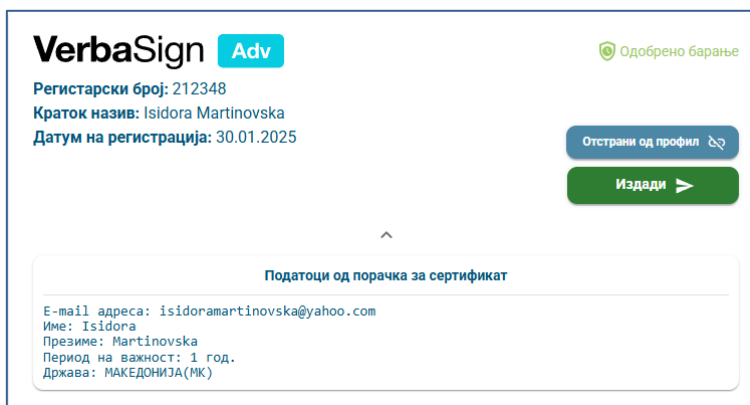 VerbaSign Adv
Одобрено барање
Регистарски број: 212348
Краток назив: Isidora Martinovska
Датум на регистрација: 30.01.2025
Отстрани од профил
Издади
Податоци од порачка за сертификат
E-mail адреса: isidoramartinovska@yahoo.com
Име: Isidora
Презиме: Martinovska
Период на важност: 1 год.
Држава: МАКЕДОНИЈА(МК)